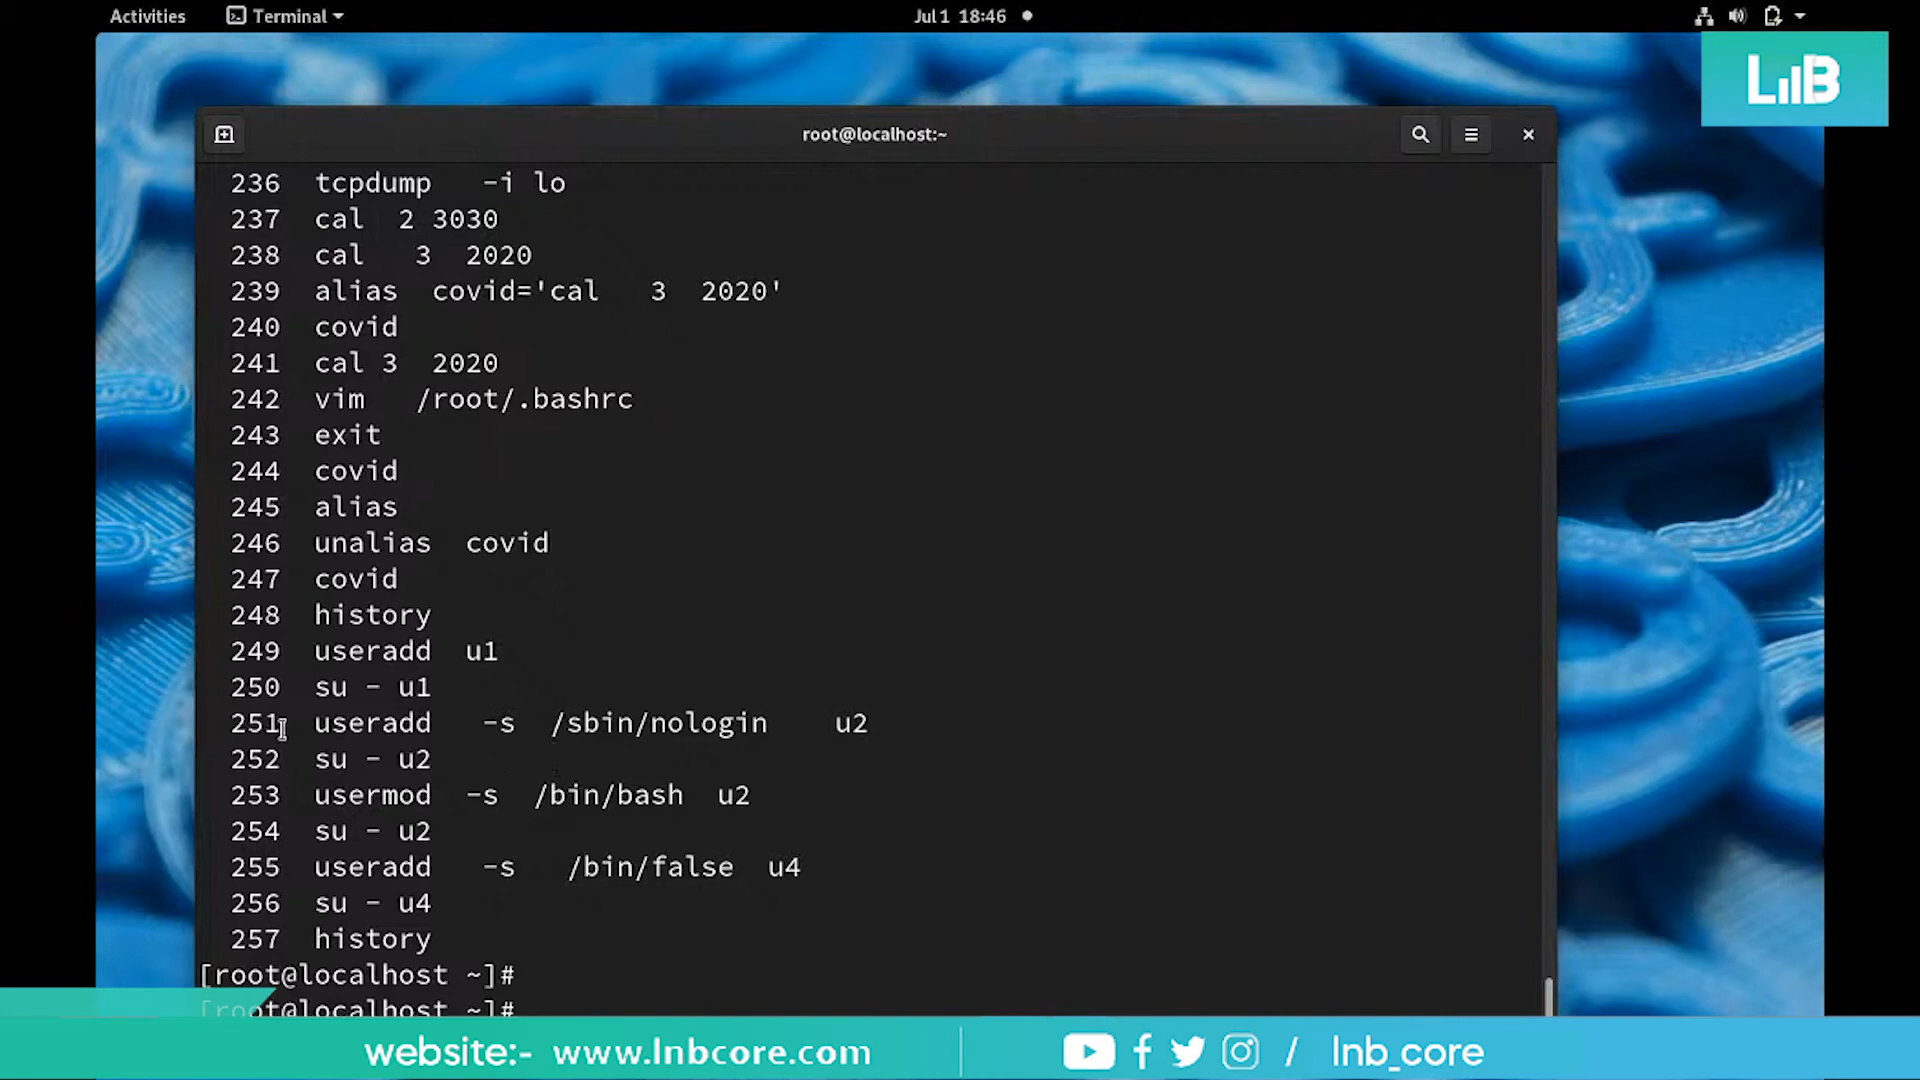 Activities Terminal Jul 1 18:46
LB
root@localhost:~
236 tcpdump -i lo
237 cal 2 3030
238 cal 3 2020
239 alias covid='cal 3 2020'
240 covid
241 cal 3 2020
242 vim /root/.bashrc
243 exit
244 covid
245 alias
246 unalias covid
247 covid
248 history
249 useradd u1
250 su - u1
251 useradd -s /sbin/nologin u2
252 su - u2
253 usermod -s /bin/bash u2
254 su - u2
255 useradd -s /bin/false u4
256 su - u4
257 history
[root@localhost ~]#
[root@localhost ~]#
website:- www.lnbcore.com / lnb_core